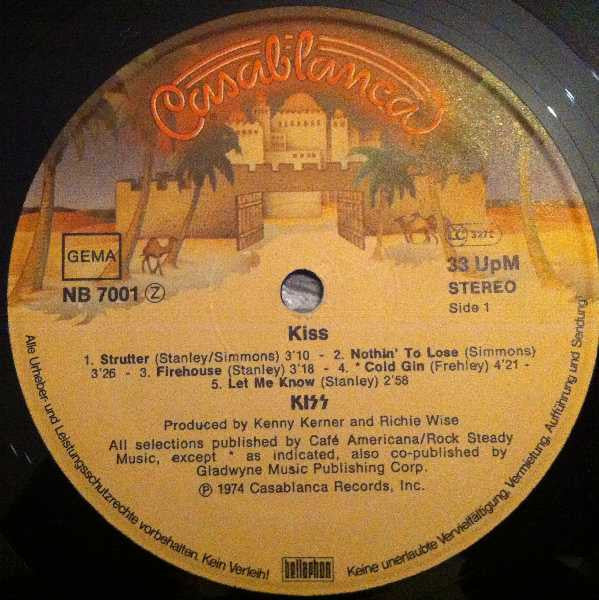 Casablanca
GEMA
NB 7001 Z
LC 3272
33 UpM
STEREO
Side 1
Kiss
1. Strutter (Stanley/Simmons) 3'10 - 2. Nothin' To Lose (Simmons)
3'26 - 3. Firehouse (Stanley) 3'18 - 4. * Cold Gin (Frehley) 4'21 -
5. Let Me Know (Stanley) 2'58
KISS
Produced by Kenny Kerner and Richie Wise
All selections published by Café Americana/Rock Steady
Music, except * as indicated, also co-published by
Gladwyne Music Publishing Corp.
℗ 1974 Casablanca Records, Inc.
Alle Urheber- und Leistungsschutzrechte vorbehalten. Kein Verleih!
bellaphon
Keine unerlaubte Vervielfältigung, Vermietung, Aufführung und Sendung!